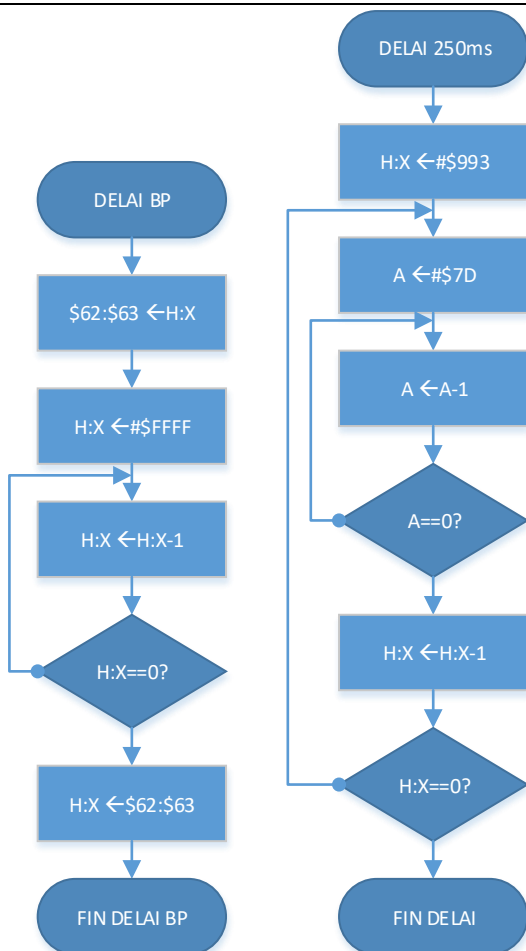 DELAI BP
$62:$63 ←H:X
H:X ←#$FFFF
H:X ←H:X-1
H:X==0?
H:X ←$62:$63
FIN DELAI BP
DELAI 250ms
H:X ←#$993
A ←#$7D
A ←A-1
A==0?
H:X ←H:X-1
H:X==0?
FIN DELAI